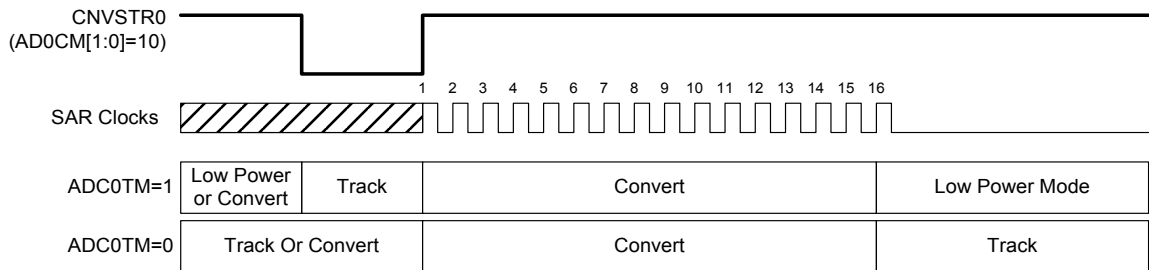 CNVSTR0
(AD0CM[1:0]=10)
1 2 3 4 5 6 7 8 9 10 11 12 13 14 15 16
SAR Clocks
ADC0TM=1
Low Power
or Convert
Track
Convert
Low Power Mode
ADC0TM=0
Track Or Convert
Convert
Track